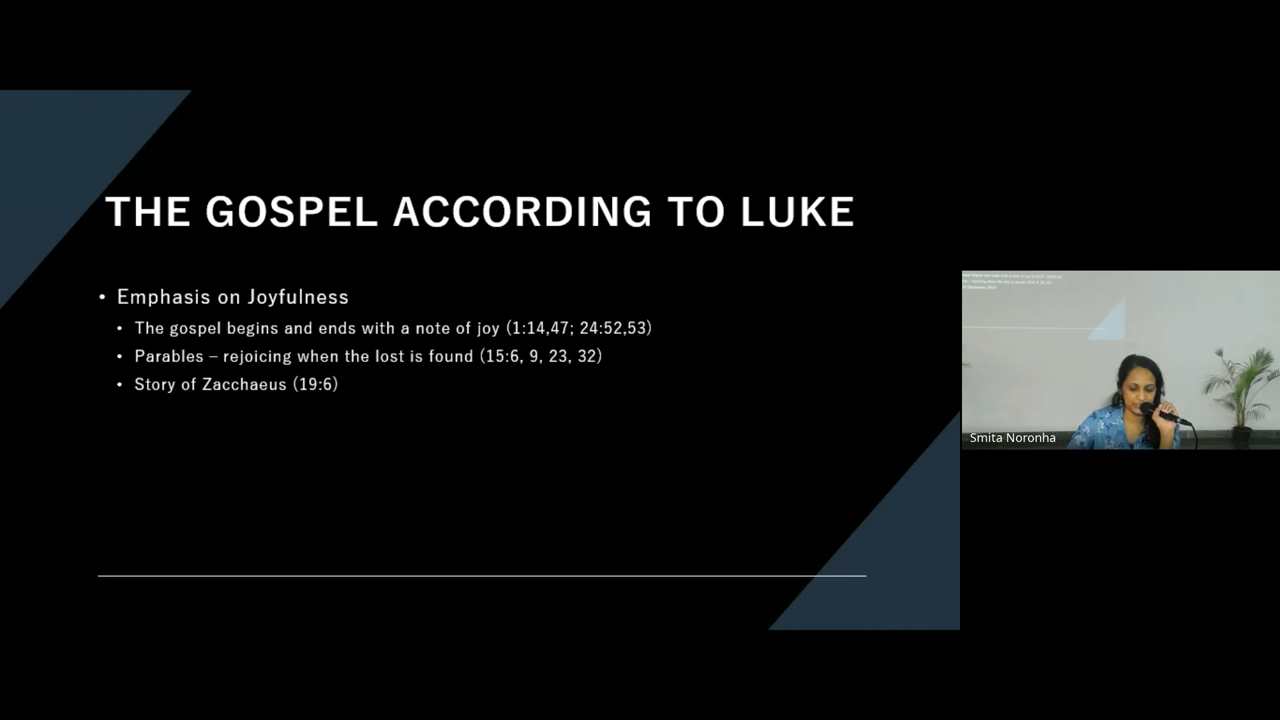 THE GOSPEL ACCORDING TO LUKE
• Emphasis on Joyfulness
• The gospel begins and ends with a note of joy (1:14,47; 24:52,53)
• Parables – rejoicing when the lost is found (15:6, 9, 23, 32)
• Story of Zacchaeus (19:6)
Smita Noronha